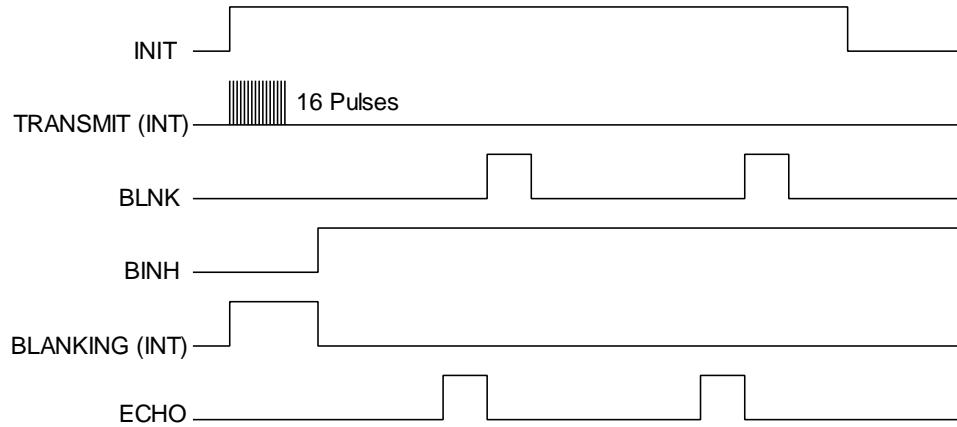 INIT
16 Pulses
TRANSMIT (INT)
BLNK
BINH
BLANKING (INT)
ECHO